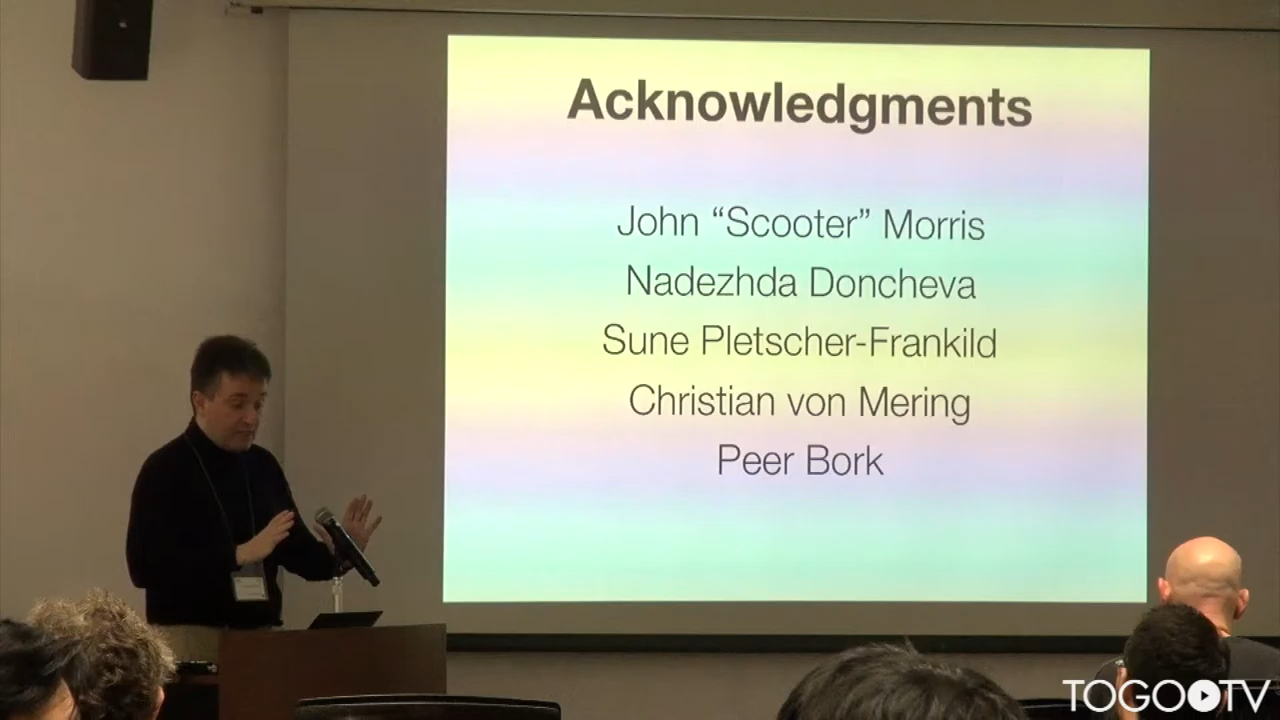 Acknowledgments
John “Scooter” Morris
Nadezhda Doncheva
Sune Pletscher-Frankild
Christian von Mering
Peer Bork
TOGOTV